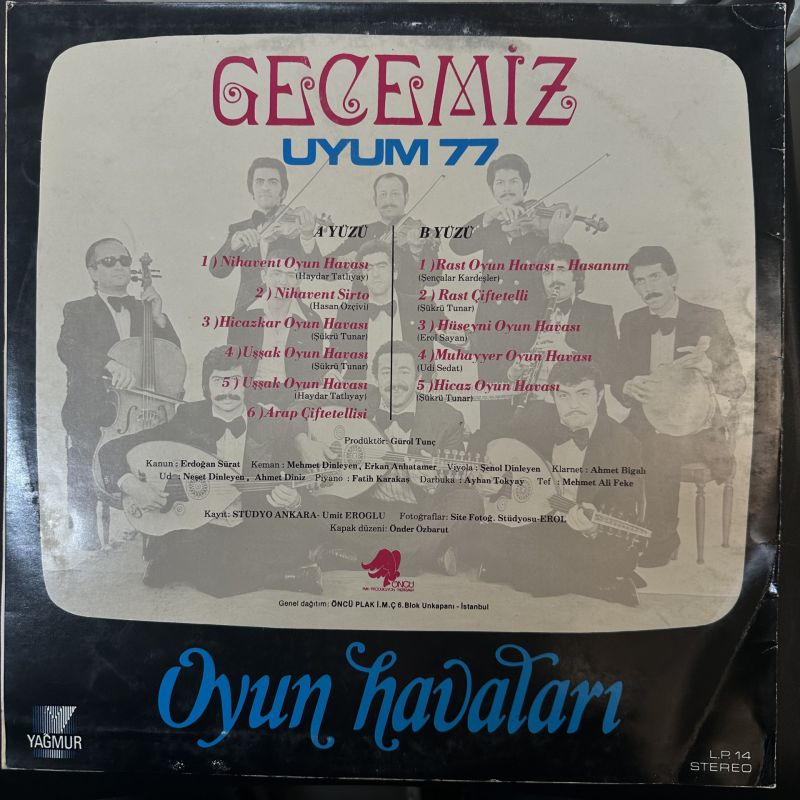 GECEMİZ
UYUM 77
A YÜZÜ
1 ) Nihavent Oyun Havası
(Haydar Tatlıyay)
2 ) Nihavent Sirto
(Hasan Özçivi)
3 )Hicazkar Oyun Havası
(Şükrü Tunar)
4 ) Uşşak Oyun Havası
(Şükrü Tunar)
5 ) Uşşak Oyun Havası
(Haydar Tatlıyay)
6 )Arap Çiftetellisi
B YÜZÜ
1 )Rast Oyun Havası - Hasanım
(Şençalar Kardeşler)
2 ) Rast Çiftetelli
(Şükrü Tunar)
3 ) Hüseyni Oyun Havası
(Erol Sayan)
4 ) Muhayyer Oyun Havası
(Udi Sedat)
5 )Hicaz Oyun Havası
(Şükrü Tunar)
Prodüktör: Gürol Tunç
Kanun : Erdoğan Sürat Keman : Mehmet Dinleyen, Erkan Anhatamer Viyola : Şenol Dinleyen Klarnet : Ahmet Bigalı
Ud : Neşet Dinleyen, Ahmet Diniz Piyano : Fatih Karakaş Darbuka : Ayhan Tokyay Tef : Mehmet Ali Feke
Kayıt: STÜDYO ANKARA- Ümit EROGLU Fotoğraflar: Site Fotoğ. Stüdyosu-EROL
Kapak düzeni: Önder Özbarut
ÖNCÜ
Genel dağıtım: ÖNCÜ PLAK İ.M.Ç 6. Blok Unkapanı - İstanbul
Oyun havaları
YAĞMUR
L.P. 14
STEREO